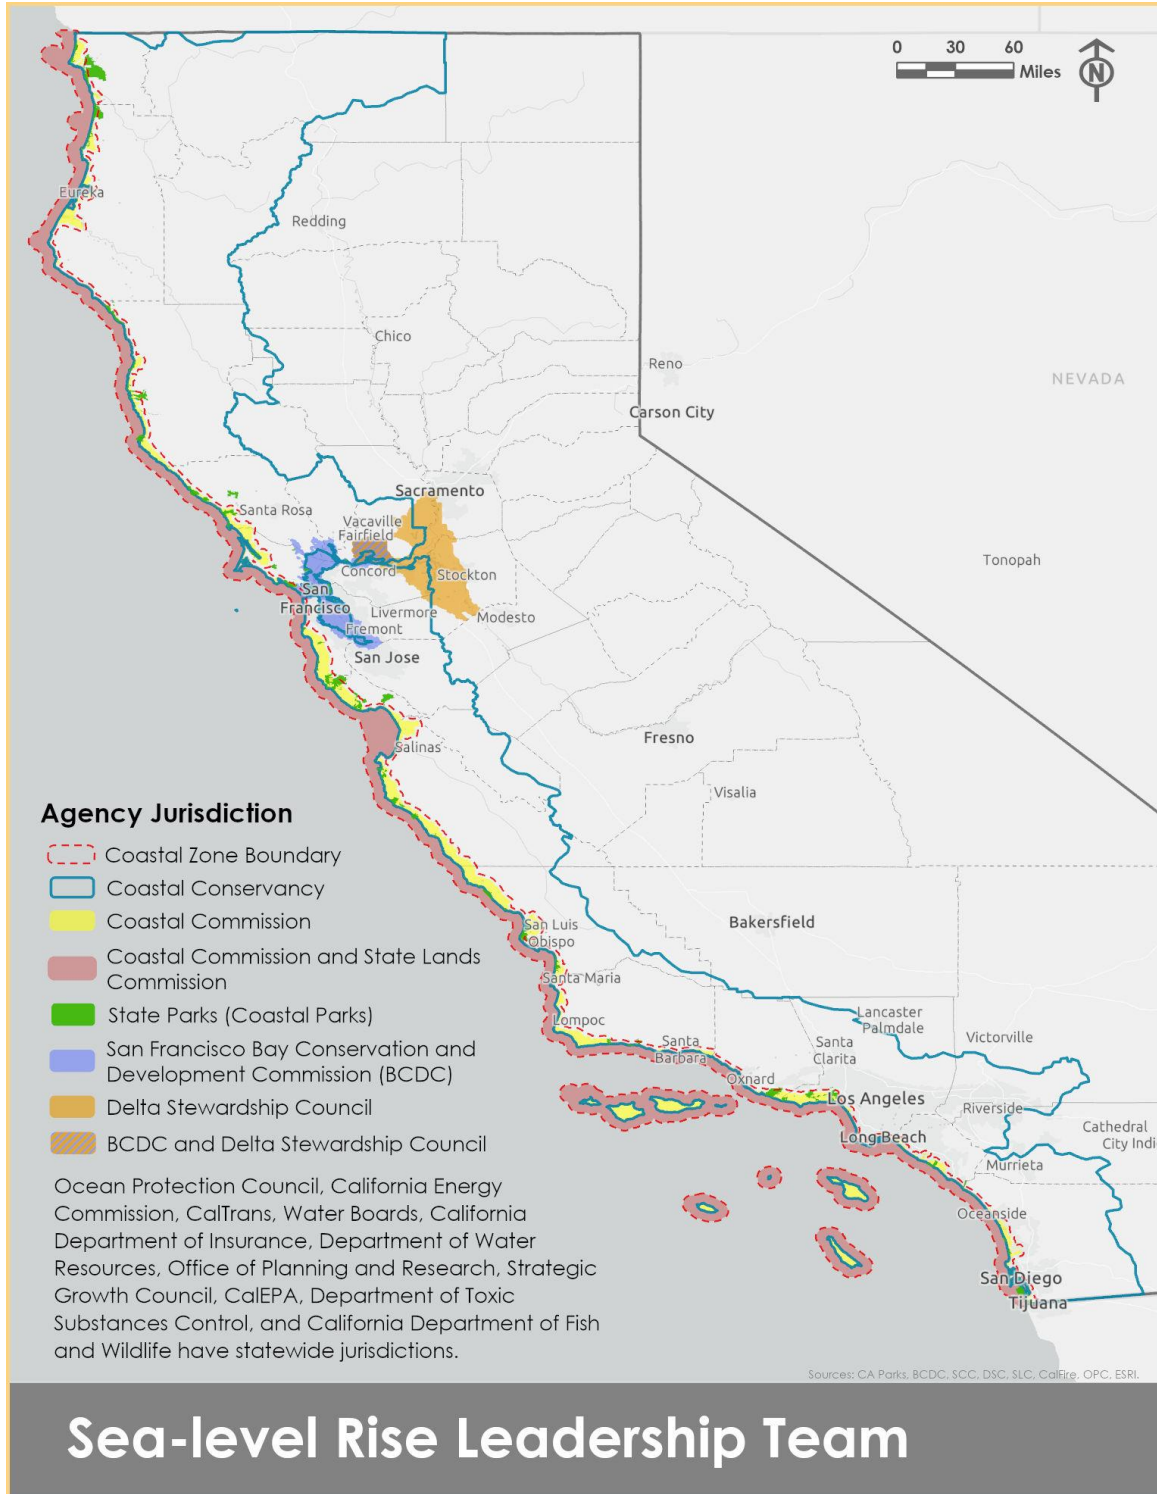 0 30 60
Miles
N
Eureka
Redding
Chico
Reno
NEVADA
Carson City
Sacramento
Santa Rosa
Vacaville
Fairfield
Tonopah
Concord
Stockton
San
Francisco
Livermore
Modesto
Fremont
San Jose
Salinas
Fresno
Visalia
Agency Jurisdiction
Coastal Zone Boundary
Coastal Conservancy
Coastal Commission
Coastal Commission and State Lands
Commission
State Parks (Coastal Parks)
San Francisco Bay Conservation and
Development Commission (BCDC)
Delta Stewardship Council
BCDC and Delta Stewardship Council
San Luis
Obispo
Bakersfield
Santa Maria
Lompoc
Lancaster
Palmdale
Victorville
Santa
Barbara
Santa
Clarita
Oxnard
Los Angeles
Riverside
Long Beach
Cathedral
City Indi
Murrieta
Oceanside
San Diego
Tijuana
Ocean Protection Council, California Energy
Commission, CalTrans, Water Boards, California
Department of Insurance, Department of Water
Resources, Office of Planning and Research, Strategic
Growth Council, CalEPA, Department of Toxic
Substances Control, and California Department of Fish
and Wildlife have statewide jurisdictions.
Sources: CA Parks, BCDC, SCC, DSC, SLC, CalFire, OPC, ESRI.
Sea-level Rise Leadership Team